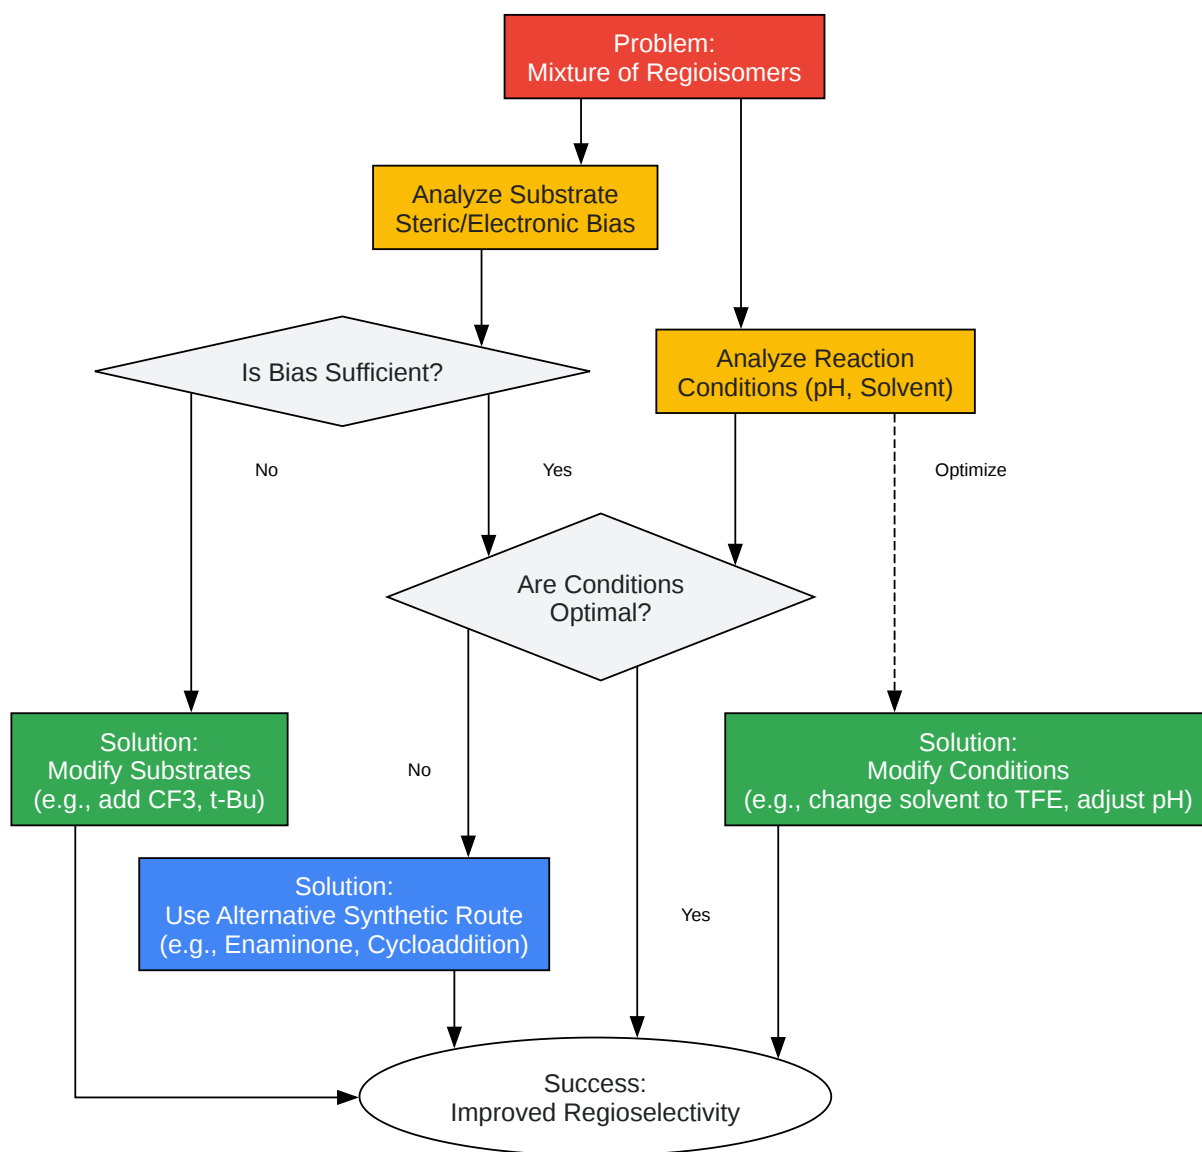 Problem:
Mixture of Regioisomers
Analyze Substrate
Steric/Electronic Bias
Is Bias Sufficient?
Analyze Reaction
Conditions (pH, Solvent)
No
Yes
Optimize
Are Conditions
Optimal?
Solution:
Modify Substrates
(e.g., add CF3, t-Bu)
No
Solution:
Modify Conditions
(e.g., change solvent to TFE, adjust pH)
Solution:
Use Alternative Synthetic Route
(e.g., Enaminone, Cycloaddition)
Yes
Success:
Improved Regioselectivity